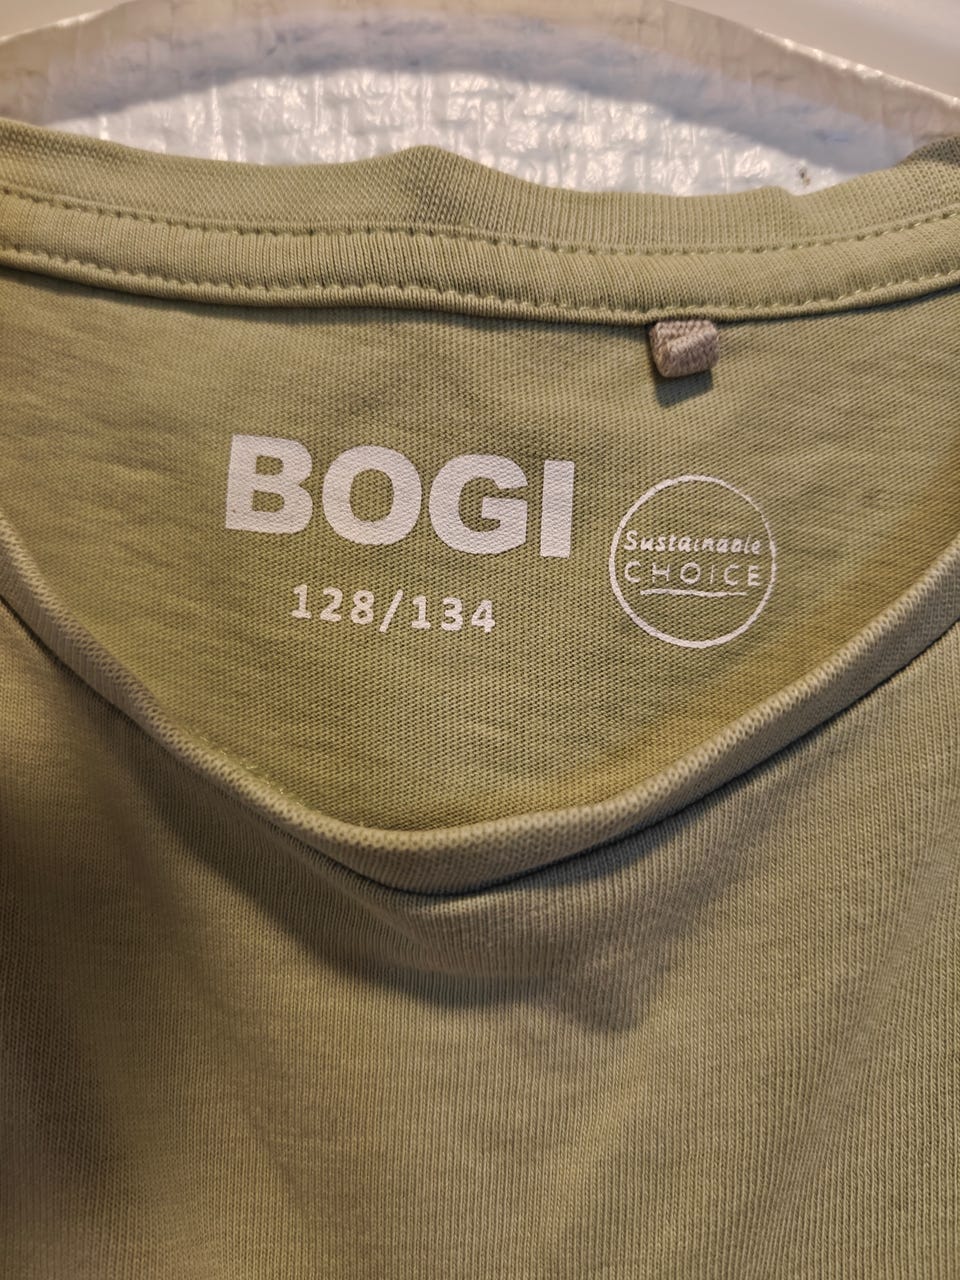 BOGI
128/134
Sustainable
CHOICE